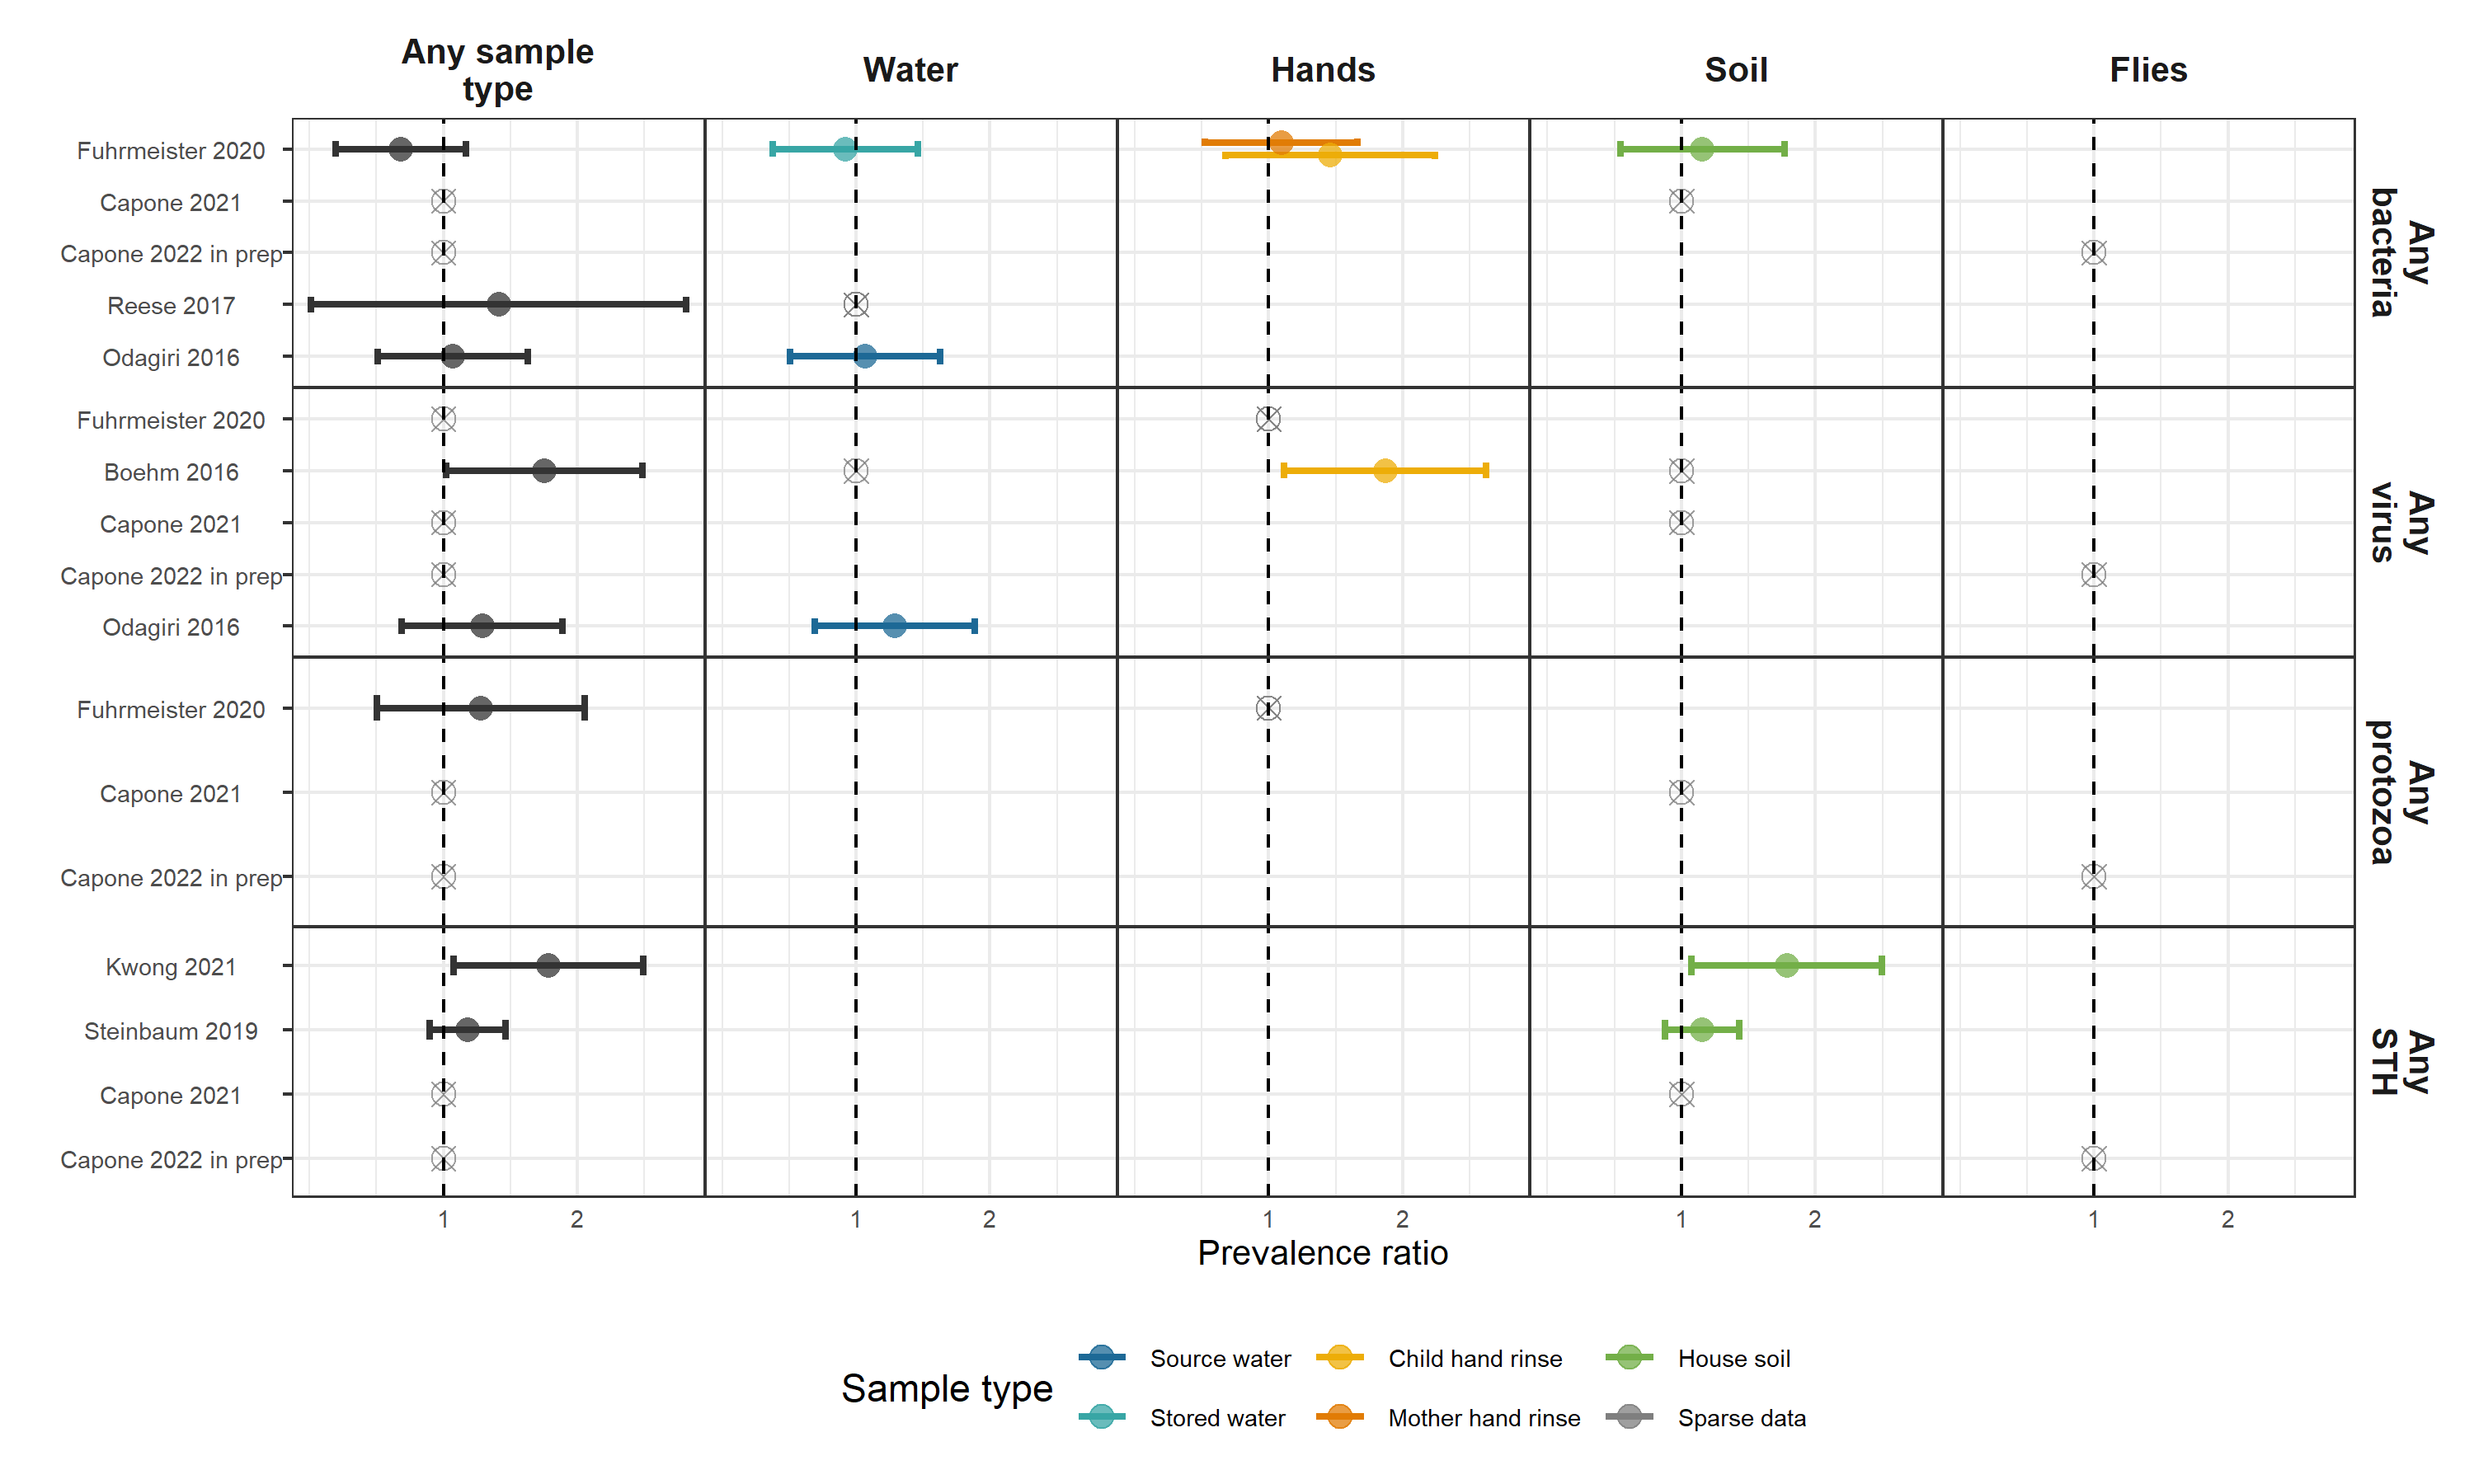 Any sample
type
Water
Hands
Soil
Flies
Fuhrmeister 2020
Capone 2021
Capone 2022 in prep
Reese 2017
Odagiri 2016
Any
bacteria
Fuhrmeister 2020
Boehm 2016
Capone 2021
Capone 2022 in prep
Odagiri 2016
Any
virus
Fuhrmeister 2020
Capone 2021
Capone 2022 in prep
Any
protozoa
Kwong 2021
Steinbaum 2019
Capone 2021
Capone 2022 in prep
Any
STH
1 2 1 2 1 2 1 2 1 2
Prevalence ratio
Sample type
Source water
Stored water
Child hand rinse
Mother hand rinse
House soil
Sparse data